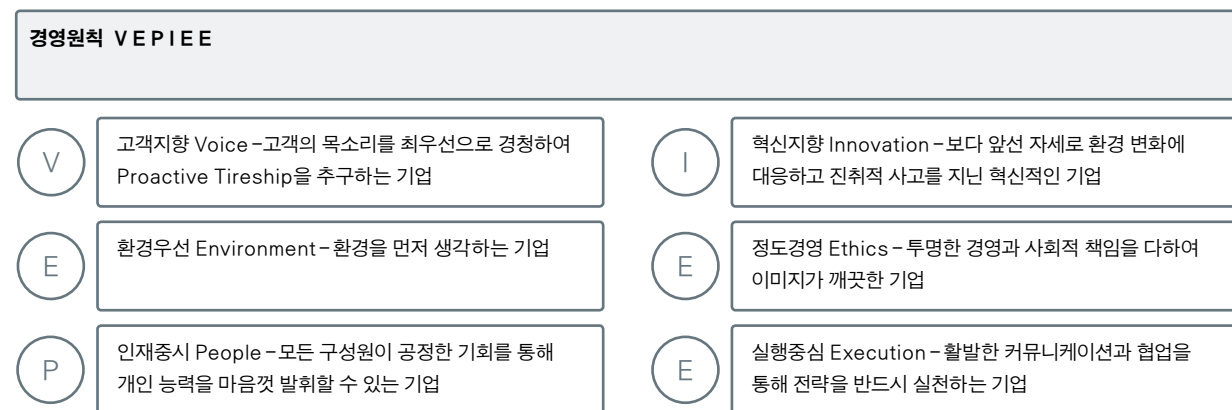 경영원칙 V E P I E E
V
고객지향 Voice – 고객의 목소리를 최우선으로 경청하여
Proactive Tireship을 추구하는 기업
E
환경우선 Environment – 환경을 먼저 생각하는 기업
P
인재중시 People – 모든 구성원이 공정한 기회를 통해
개인 능력을 마음껏 발휘할 수 있는 기업
I
혁신지향 Innovation – 보다 앞선 자세로 환경 변화에
대응하고 진취적 사고를 지닌 혁신적인 기업
E
정도경영 Ethics – 투명한 경영과 사회적 책임을 다하여
이미지가 깨끗한 기업
E
실행중심 Execution – 활발한 커뮤니케이션과 협업을
통해 전략을 반드시 실천하는 기업